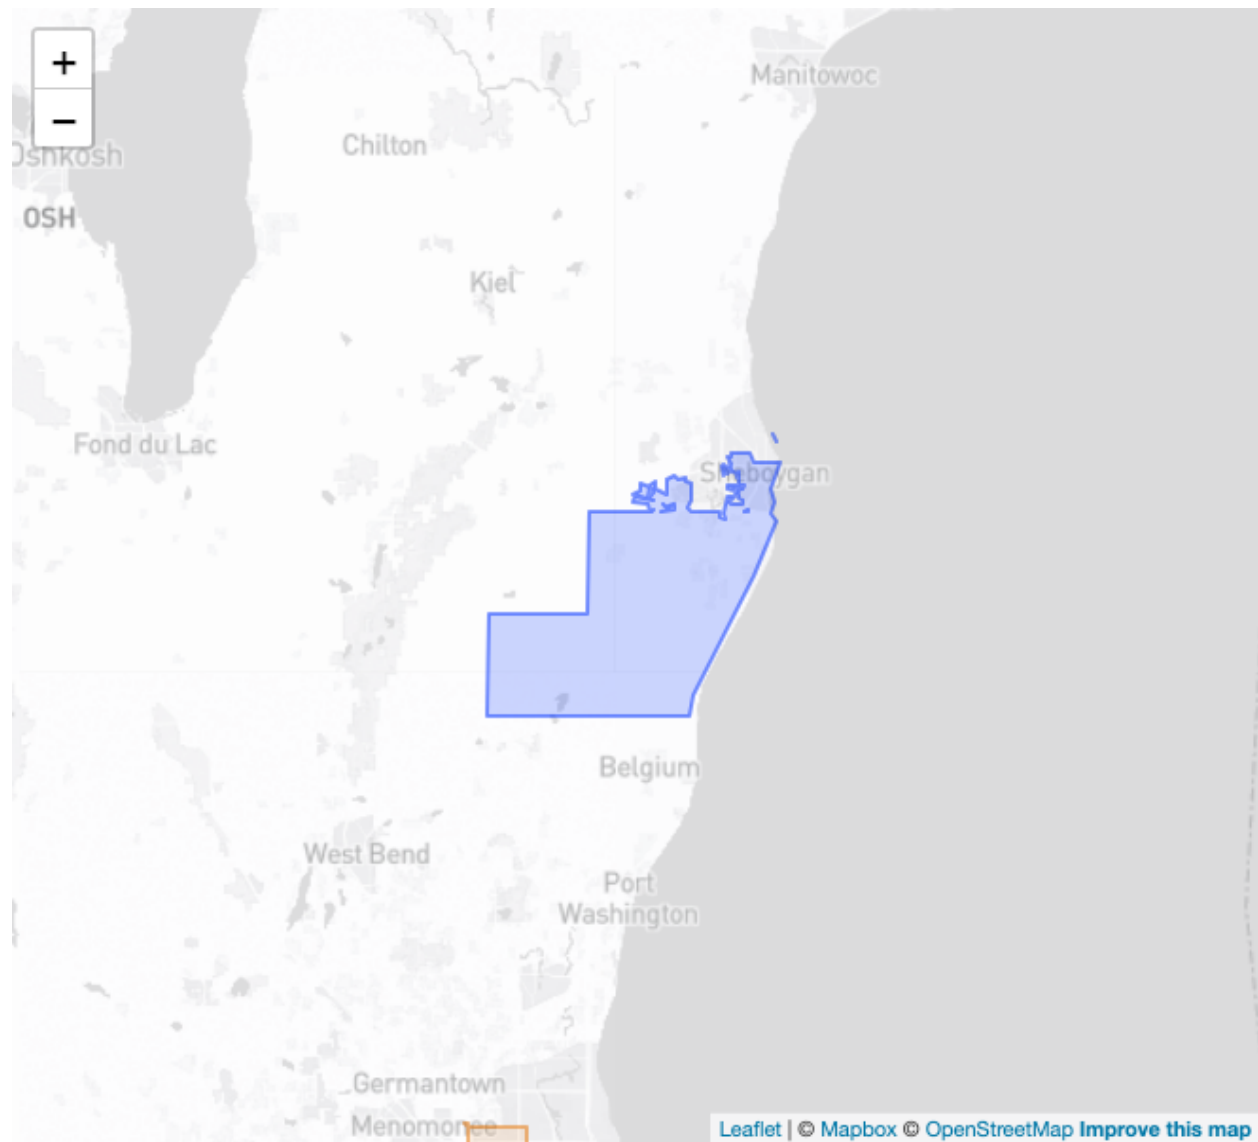 +
−
Manitowoc
Chilton
Oshkosh
OSH
Kiel
Fond du Lac
Sheboygan
Belgium
West Bend
Port
Washington
Germantown
Menomonee
Leaflet | © Mapbox © OpenStreetMap Improve this map